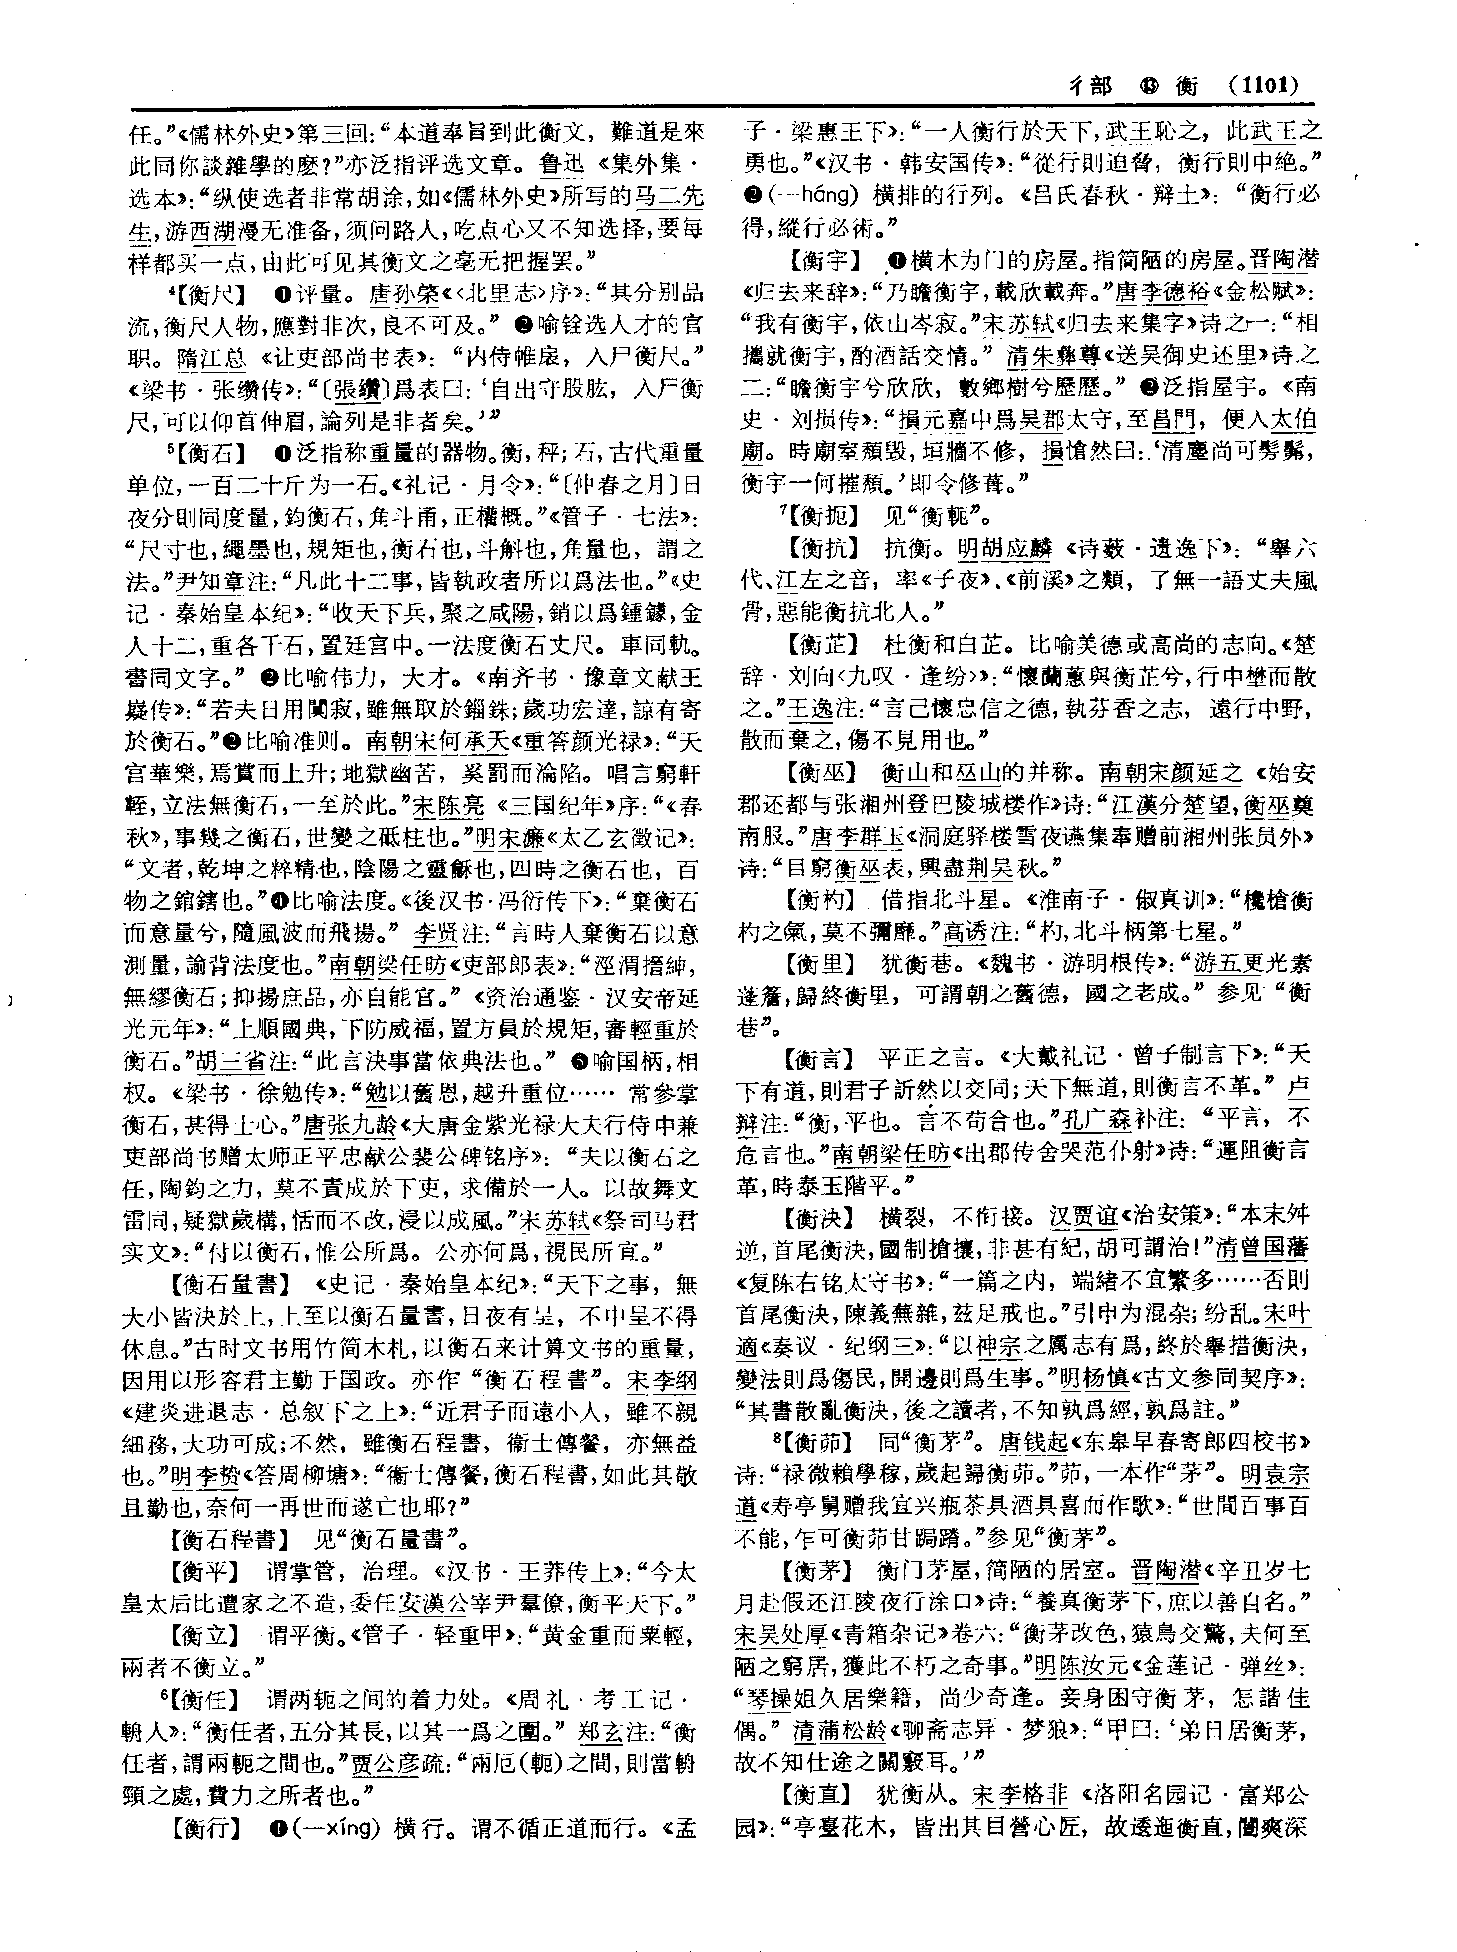 彳部 ⑬ 衡 (1101)
任。”《儒林外史》第三回：“本道奉旨到此衡文，難道是來
此同你談雜學的麽？”亦泛指评选文章。鲁迅《集外集·
选本》：“纵使选者非常胡涂，如《儒林外史》所写的马二先
生，游西湖漫无准备，须问路人，吃点心又不知选择，要每
样都买一点，由此可见其衡文之毫无把握罢。”
⁴【衡尺】 ❶评量。唐孙棨《〈北里志〉序》：“其分别品
流，衡尺人物，應對非次，良不可及。”❷喻铨选人才的官
职。隋江总《让吏部尚书表》：“内侍帷扆，入尸衡尺。”
《梁书·张缵传》：“〔張纘〕爲表曰：‘自出守股肱，入尸衡
尺，可以仰首伸眉，論列是非者矣。’”
⁵【衡石】 ❶泛指称重量的器物。衡，秤；石，古代重量
单位，一百二十斤为一石。《礼记·月令》：“〔仲春之月〕日
夜分則同度量，鈞衡石，角斗甬，正權概。”《管子·七法》：
“尺寸也，繩墨也，規矩也，衡石也，斗斛也，角量也，謂之
法。”尹知章注：“凡此十二事，皆執政者所以爲法也。”《史
记·秦始皇本纪》：“收天下兵，聚之咸陽，銷以爲鍾鐻，金
人十二，重各千石，置廷宫中。一法度衡石丈尺。車同軌。
書同文字。”❷比喻伟力，大才。《南齐书·豫章文献王
嶷传》：“若夫日用闃寂，雖無取於錙銖；歲功宏達，諒有寄
於衡石。”❸比喻准则。南朝宋何承天《重答颜光禄》：“天
宫華樂，焉賞而上升；地獄幽苦，奚罰而淪陷。唱言窮軒
輊，立法無衡石，一至於此。”宋陈亮《三国纪年》序：“《春
秋》，事幾之衡石，世變之砥柱也。”明宋濂《太乙玄徵记》：
“文者，乾坤之粹精也，陰陽之靈龢也，四時之衡石也，百
物之錧鎋也。”❹比喻法度。《後汉书·冯衍传下》：“棄衡石
而意量兮，隨風波而飛揚。”李贤注：“言時人棄衡石以意
測量，諭背法度也。”南朝梁任昉《吏部郎表》：“涇渭搢紳，
無繆衡石；抑揚庶品，亦自能官。”《资治通鉴·汉安帝延
光元年》：“上順國典，下防威福，置方員於規矩，審輕重於
衡石。”胡三省注：“此言決事當依典法也。”❺喻国柄，相
权。《梁书·徐勉传》：“勉以舊恩，越升重位…… 常參掌
衡石，甚得士心。”唐张九龄《大唐金紫光禄大夫行侍中兼
吏部尚书赠太师正平忠献公裴公碑铭序》：“夫以衡石之
任，陶鈞之力，莫不責成於下吏，求備於一人。以故舞文
雷同，疑獄歲構，恬而不改，浸以成風。”宋苏轼《祭司马君
实文》：“付以衡石，惟公所爲。公亦何爲，視民所宜。”
【衡石量書】 《史记·秦始皇本纪》：“天下之事，無
大小皆決於上，上至以衡石量書，日夜有呈，不中呈不得
休息。”古时文书用竹简木札，以衡石来计算文书的重量，
因用以形容君主勤于国政。亦作“衡石程書”。宋李纲
《建炎进退志·总叙下之上》：“近君子而遠小人，雖不親
細務，大功可成；不然，雖衡石程書，衞士傳餐，亦無益
也。”明李贽《答周柳塘》：“衞士傳餐，衡石程書，如此其敬
且勤也，奈何一再世而遂亡也耶？”
【衡石程書】 见“衡石量書”。
【衡平】 谓掌管，治理。《汉书·王莽传上》：“今太
皇太后比遭家之不造，委任安漢公宰尹羣僚，衡平天下。”
【衡立】 谓平衡。《管子·轻重甲》：“黄金重而粟輕，
兩者不衡立。”
⁶【衡任】 谓两轭之间的着力处。《周礼·考工记·
輈人》：“衡任者，五分其長，以其一爲之圍。”郑玄注：“衡
任者，謂兩軛之間也。”贾公彦疏：“兩厄（軛）之間，則當輈
頸之處，費力之所者也。”
【衡行】 ❶(—xíng) 横行。谓不循正道而行。《孟
子·梁惠王下》：“一人衡行於天下，武王恥之，此武王之
勇也。”《汉书·韩安国传》：“從行則迫脅，衡行則中絶。”
❷(—háng) 横排的行列。《吕氏春秋·辩土》：“衡行必
得，縱行必術。”
【衡宇】 ❶横木为门的房屋。指简陋的房屋。晋陶潜
《归去来辞》：“乃瞻衡宇，載欣載奔。”唐李德裕《金松赋》：
“我有衡宇，依山岑寂。”宋苏轼《归去来集字》诗之一：“相
攜就衡宇，酌酒話交情。”清朱彝尊《送吴御史还里》诗之
二：“瞻衡宇兮欣欣，數鄉樹兮歷歷。”❷泛指屋宇。《南
史·刘损传》：“損元嘉中爲吴郡太守，至昌門，便入太伯
廟。時廟室頹毀，垣牆不修，損愴然曰：‘清塵尚可髣髴，
衡宇一何摧頹。’即令修葺。”
⁷【衡扼】 见“衡軛”。
【衡抗】 抗衡。明胡应麟《诗薮·遗逸下》：“舉六
代、江左之音，率《子夜》、《前溪》之類，了無一語丈夫風
骨，惡能衡抗北人。”
【衡芷】 杜衡和白芷。比喻美德或高尚的志向。《楚
辞·刘向〈九叹·逢纷〉》：“懷蘭蕙與衡芷兮，行中壄而散
之。”王逸注：“言己懷忠信之德，執芬香之志，遠行中野，
散而棄之，傷不見用也。”
【衡巫】 衡山和巫山的并称。南朝宋颜延之《始安
郡还都与张湘州登巴陵城楼作》诗：“江漢分楚望，衡巫奠
南服。”唐李群玉《洞庭驿楼雪夜讌集奉赠前湘州张员外》
诗：“目窮衡巫表，興盡荆吴秋。”
【衡杓】 借指北斗星。《淮南子·俶真训》：“欃槍衡
杓之氣，莫不彌靡。”高诱注：“杓，北斗柄第七星。”
【衡里】 犹衡巷。《魏书·游明根传》：“游五更光素
蓬簷，歸終衡里，可謂朝之舊德，國之老成。”参见“衡
巷”。
【衡言】 平正之言。《大戴礼记·曾子制言下》：“天
下有道，則君子訢然以交同；天下無道，則衡言不革。”卢
辩注：“衡，平也。言不苟合也。”孔广森补注：“平言，不
危言也。”南朝梁任昉《出郡传舍哭范仆射》诗：“運阻衡言
革，時泰玉階平。”
【衡決】 横裂，不衔接。汉贾谊《治安策》：“本末舛
逆，首尾衡決，國制搶攘，非甚有紀，胡可謂治！”清曾国藩
《复陈右铭太守书》：“一篇之内，端緒不宜繁多……否則
首尾衡決，陳義蕪雜，兹足戒也。”引申为混杂；纷乱。宋叶
適《奏议·纪纲三》：“以神宗之厲志有爲，終於舉措衡決，
變法則爲傷民，開邊則爲生事。”明杨慎《古文参同契序》：
“其書散亂衡決，後之讀者，不知孰爲經，孰爲註。”
⁸【衡茆】 同“衡茅”。唐钱起《东皋早春寄郎四校书》
诗：“禄微賴學稼，歲起歸衡茆。”茆，一本作“茅”。明袁宗
道《寿亭舅赠我宜兴瓶茶具酒具喜而作歌》：“世間百事百
不能，乍可衡茆甘跼蹐。”参见“衡茅”。
【衡茅】 衡门茅屋，简陋的居室。晋陶潜《辛丑岁七
月赴假还江陵夜行涂口》诗：“養真衡茅下，庶以善自名。”
宋吴处厚《青箱杂记》卷六：“衡茅改色，猿鳥交驚，夫何至
陋之窮居，獲此不朽之奇事。”明陈汝元《金莲记·弹丝》：
“琴操姐久居樂籍，尚少奇逢。妾身困守衡茅，怎諧佳
偶。”清蒲松龄《聊斋志异·梦狼》：“甲曰：‘弟日居衡茅，
故不知仕途之關竅耳。’”
【衡直】 犹衡从。宋李格非《洛阳名园记·富郑公
园》：“亭臺花木，皆出其目營心匠，故逶迤衡直，闓爽深